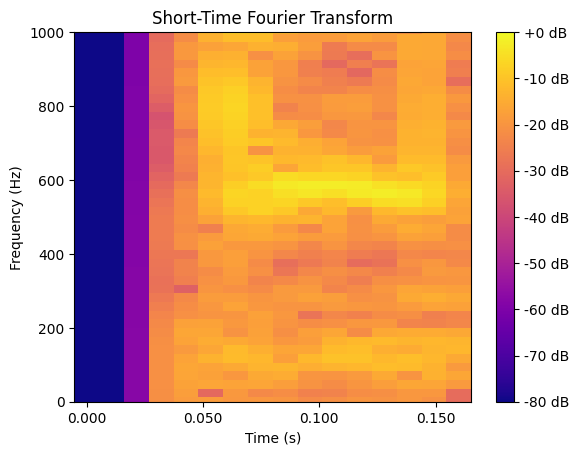 Short-Time Fourier Transform
Frequency (Hz)
1000
800
600
400
200
0
0.000
0.050
0.100
0.150
Time (s)
+0 dB
-10 dB
-20 dB
-30 dB
-40 dB
-50 dB
-60 dB
-70 dB
-80 dB